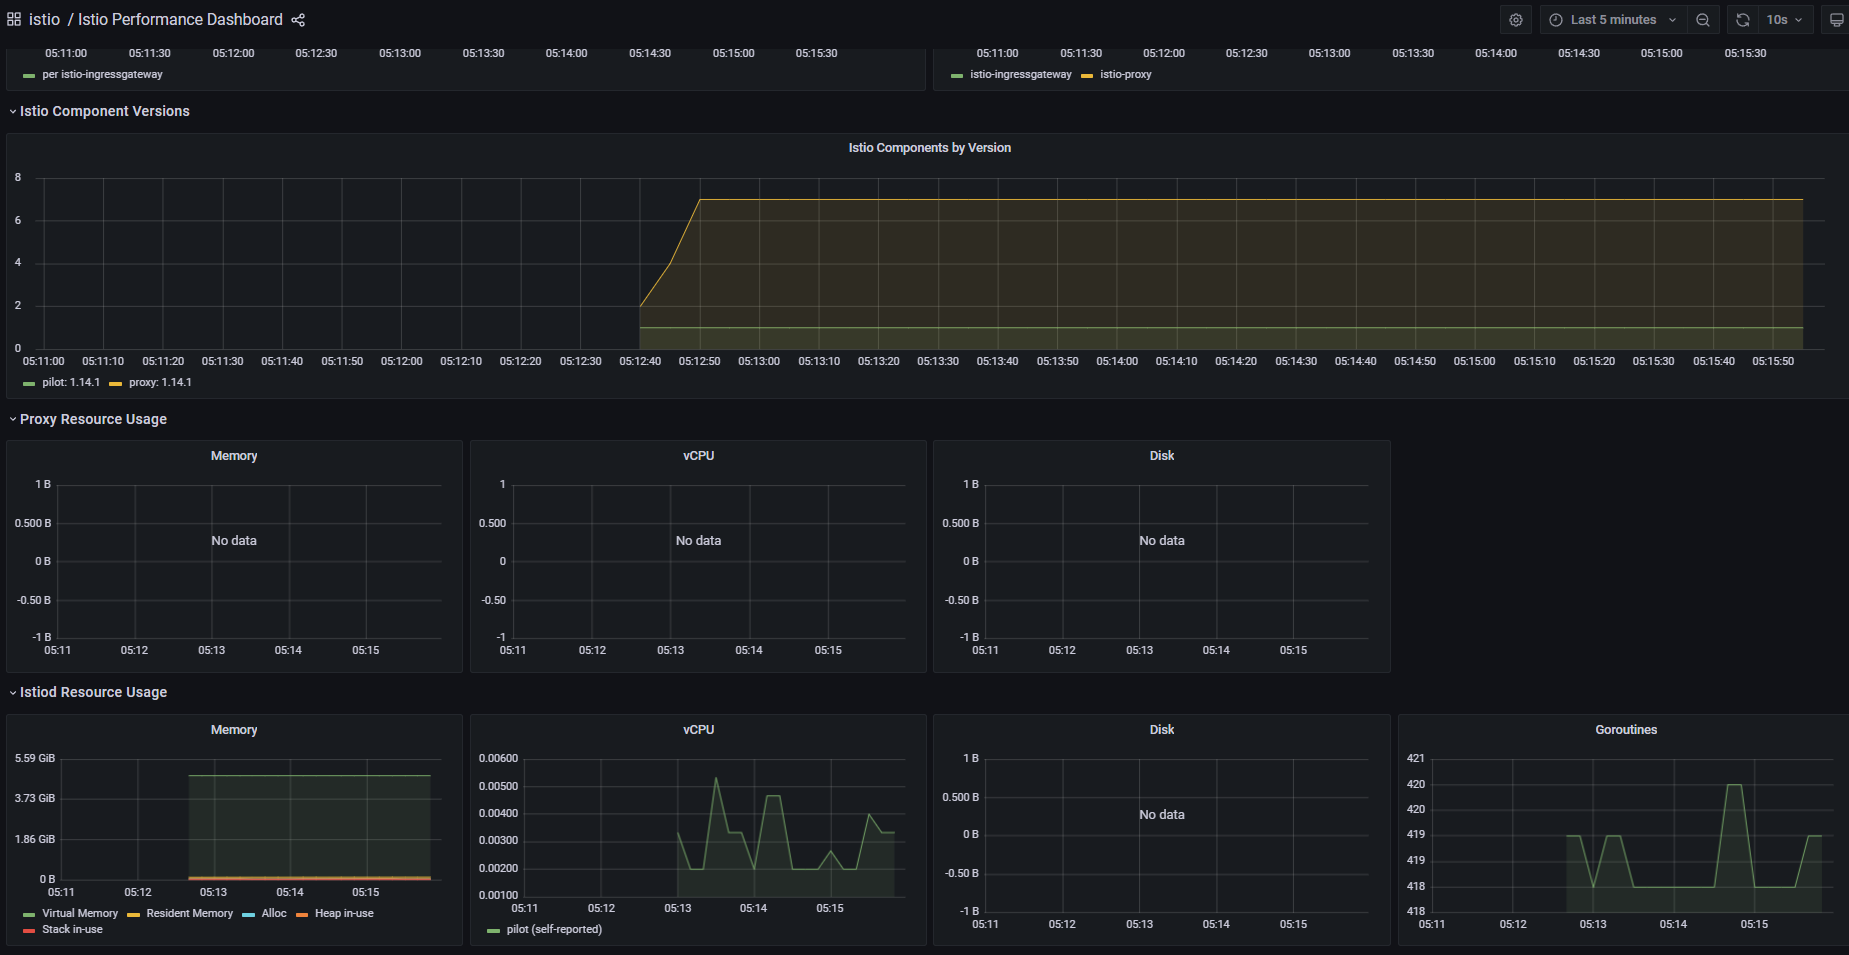 istio / Istio Performance Dashboard
Last 5 minutes
10s
05:11:00 05:11:30 05:12:00 05:12:30 05:13:00 05:13:30 05:14:00 05:14:30 05:15:00 05:15:30
per istio-ingressgateway
05:11:00 05:11:30 05:12:00 05:12:30 05:13:00 05:13:30 05:14:00 05:14:30 05:15:00 05:15:30
istio-ingressgateway istio-proxy
Istio Component Versions
Istio Components by Version
8
6
4
2
0
05:11:00 05:11:10 05:11:20 05:11:30 05:11:40 05:11:50 05:12:00 05:12:10 05:12:20 05:12:30 05:12:40 05:12:50 05:13:00 05:13:10 05:13:20 05:13:30 05:13:40 05:13:50 05:14:00 05:14:10 05:14:20 05:14:30 05:14:40 05:14:50 05:15:00 05:15:10 05:15:20 05:15:30 05:15:40 05:15:50
pilot: 1.14.1 proxy: 1.14.1
Proxy Resource Usage
Memory
1 B
0.500 B
No data
0 B
-0.50 B
-1 B
05:11 05:12 05:13 05:14 05:15
vCPU
1
0.500
No data
0
-0.50
-1
05:11 05:12 05:13 05:14 05:15
Disk
1 B
0.500 B
No data
0 B
-0.50 B
-1 B
05:11 05:12 05:13 05:14 05:15
Istiod Resource Usage
Memory
5.59 GiB
3.73 GiB
1.86 GiB
0 B
05:11 05:12 05:13 05:14 05:15
Virtual Memory Resident Memory Alloc Heap in-use
Stack in-use
vCPU
0.00600
0.00500
0.00400
0.00300
0.00200
0.00100
05:11 05:12 05:13 05:14 05:15
pilot (self-reported)
Disk
1 B
0.500 B
No data
0 B
-0.50 B
-1 B
05:11 05:12 05:13 05:14 05:15
Goroutines
421
420
420
419
419
418
418
05:11 05:12 05:13 05:14 05:15